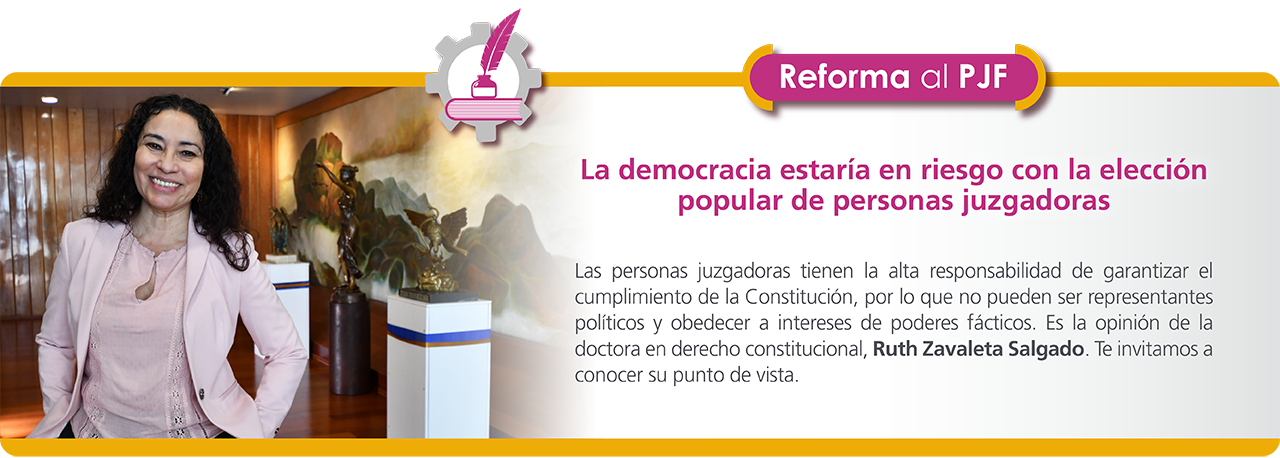 Reforma al PJF
La democracia estaría en riesgo con la elección
popular de personas juzgadoras
Las personas juzgadoras tienen la alta responsabilidad de garantizar el
cumplimiento de la Constitución, por lo que no pueden ser representantes
políticos y obedecer a intereses de poderes fácticos. Es la opinión de la
doctora en derecho constitucional, Ruth Zavaleta Salgado. Te invitamos a
conocer su punto de vista.